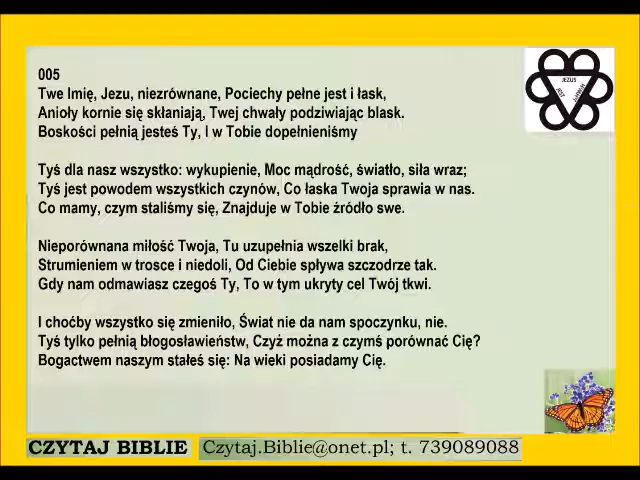 005
Twe Imię, Jezu, niezrównane, Pociechy pełne jest i łask,
Anioły kornie się skłaniają, Twej chwały podziwiając blask.
Boskości pełnią jesteś Ty, I w Tobie dopełnieniśmy
Tyś dla nasz wszystko: wykupienie, Moc mądrość, światło, siła wraz;
Tyś jest powodem wszystkich czynów, Co łaska Twoja sprawia w nas.
Co mamy, czym staliśmy się, Znajduje w Tobie źródło swe.
Nieporównana miłość Twoja, Tu uzupełnia wszelki brak,
Strumieniem w trosce i niedoli, Od Ciebie spływa szczodrze tak.
Gdy nam odmawiasz czegoś Ty, To w tym ukryty cel Twój tkwi.
I choćby wszystko się zmieniło, Świat nie da nam spoczynku, nie.
Tyś tylko pełnią błogosławieństw, Czyż można z czymś porównać Cię?
Bogactwem naszym stałeś się: Na wieki posiadamy Cię.
JEZUS
JEST
CZYTAJ BIBLIE Czytaj.Biblie@onet.pl; t. 739089088